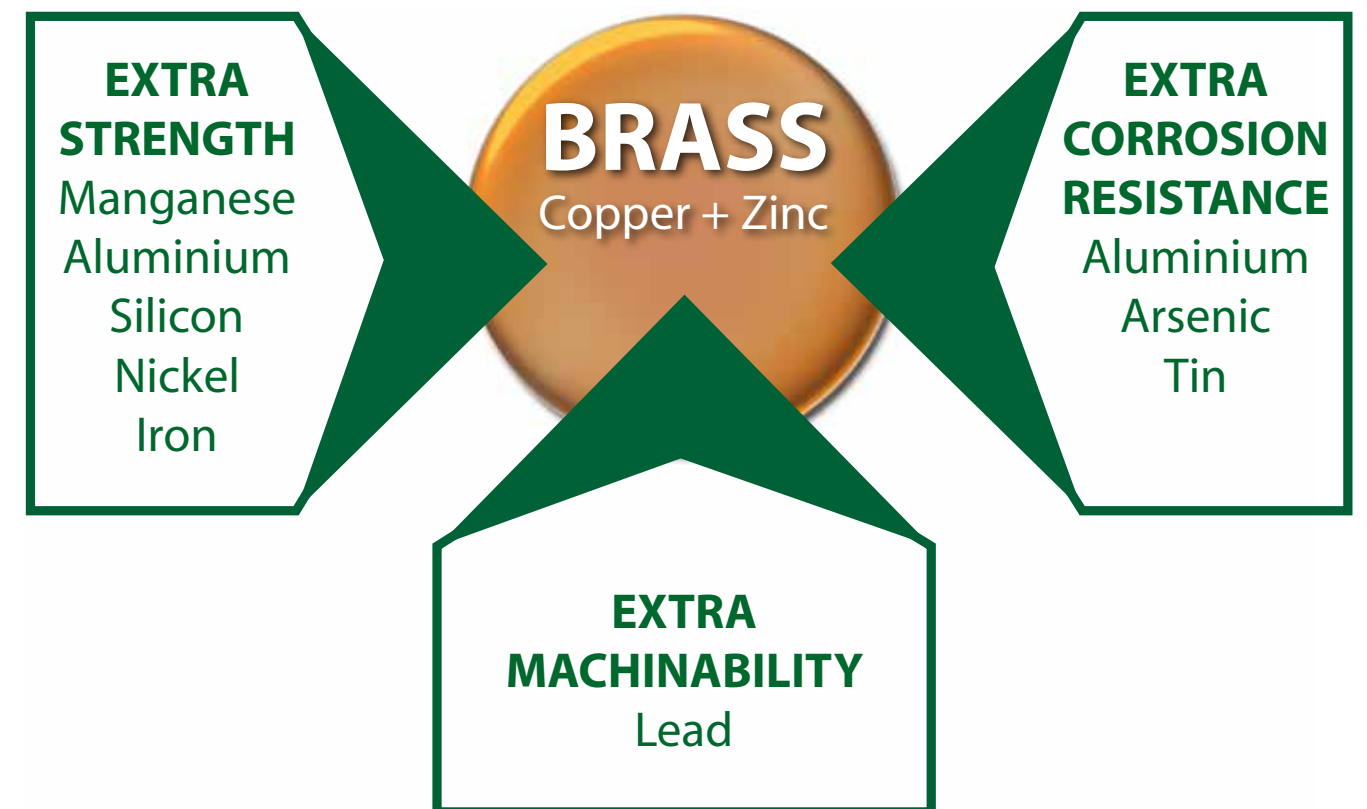 EXTRA
STRENGTH
Manganese
Aluminium
Silicon
Nickel
Iron
BRASS
Copper + Zinc
EXTRA
CORROSION
RESISTANCE
Aluminium
Arsenic
Tin
EXTRA
MACHINABILITY
Lead